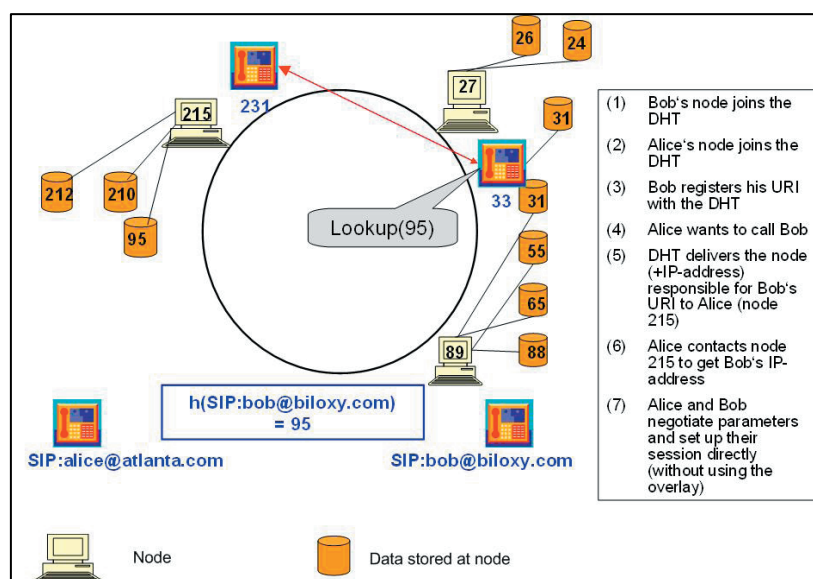 26
24
27
231
215
31
33
31
212
210
95
Lookup(95)
55
65
89
88
h(SIP:bob@biloxy.com)
= 95
SIP:alice@atlanta.com
SIP:bob@biloxy.com
(1) Bob's node joins the
DHT
(2) Alice's node joins the
DHT
(3) Bob registers his URI
with the DHT
(4) Alice wants to call Bob
(5) DHT delivers the node
(+IP-address)
responsible for Bob's
URI to Alice (node
215)
(6) Alice contacts node
215 to get Bob's IP-
address
(7) Alice and Bob
negotiate parameters
and set up their
session directly
(without using the
overlay)
Node
Data stored at node